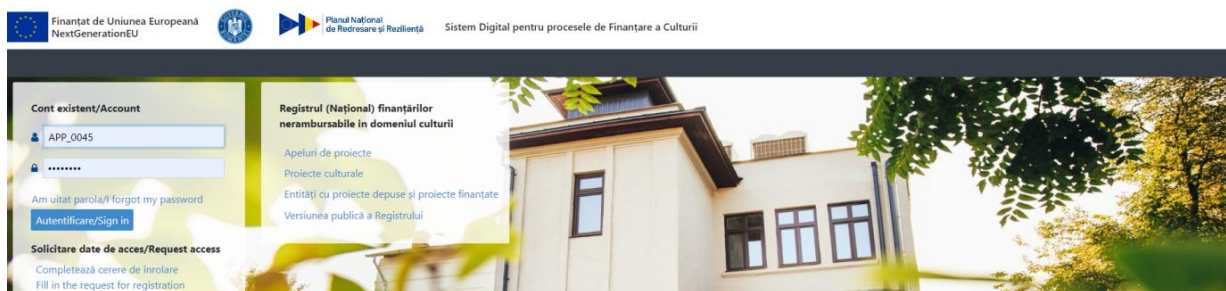 Finanțat de Uniunea Europeană
NextGenerationEU
Planul Național
de Redresare și Reziliență
Sistem Digital pentru procesele de Finanțare a Culturii
Cont existent/Account
APP_0045
••••••••
Am uitat parola/I forgot my password
Autentificare/Sign in
Solicitare date de acces/Request access
Completează cerere de înrolare
Fill in the request for registration
Registrul (Național) finanțărilor
nerambursabile in domeniul culturii
Apeluri de proiecte
Proiecte culturale
Entități cu proiecte depuse și proiecte finanțate
Versiunea publică a Registrului